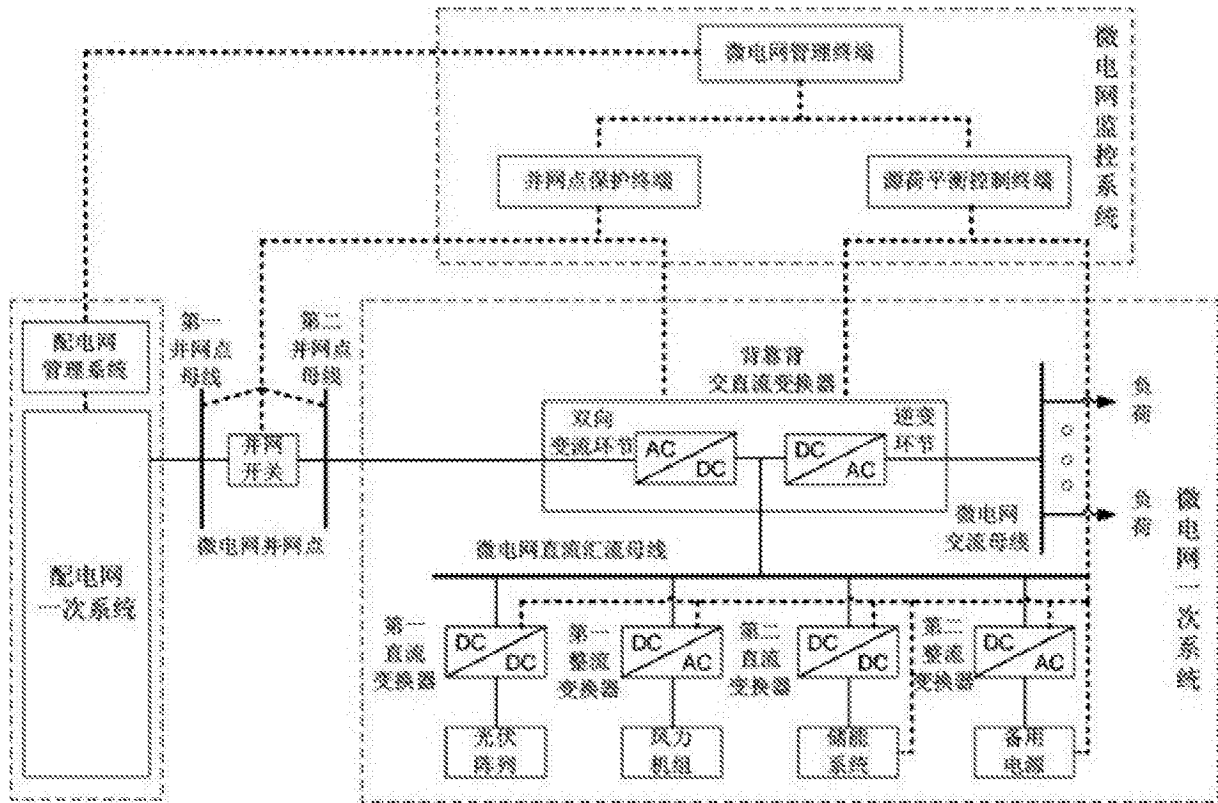 微电网管理终端
微电网监控系统
并网点保护终端
源荷平衡控制终端
配电网
管理系统
第一
并网点
母线
第二
并网点
母线
并网
开关
微电网并网点
配电网
一次系统
背靠背
交直流变换器
双向
变流环节
AC
DC
DC
AC
逆变
环节
负荷
负荷
微电网
交流母线
微电网一次系统
微电网直流汇流母线
第一
直流
变换器
DC
DC
第一
整流
变换器
DC
AC
第二
直流
变换器
DC
DC
第二
整流
变换器
DC
AC
光伏
阵列
风力
机组
储能
系统
备用
电源